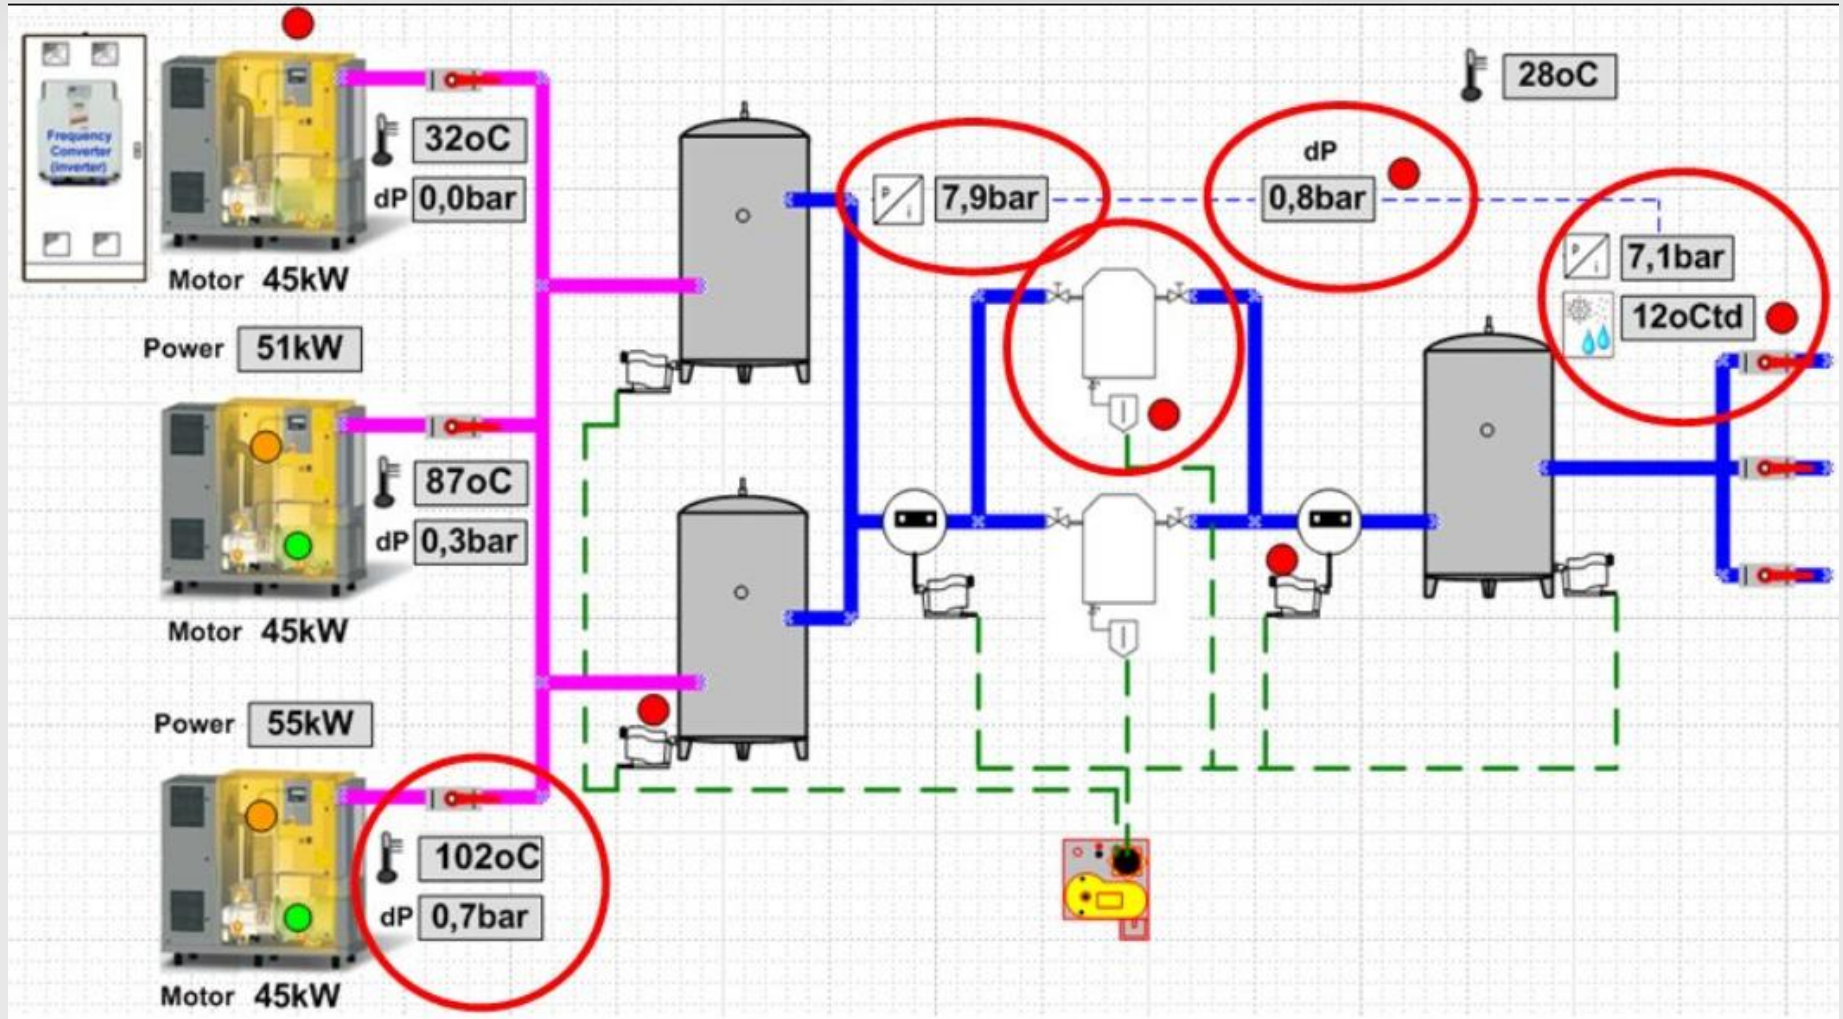 28oC
Frequency
Converter
(inverter)
32oC
dP 0,0bar
Motor 45kW
P
i
7,9bar
dP
0,8bar
P
i
7,1bar
12oCtd
Power 51kW
87oC
dP 0,3bar
Motor 45kW
Power 55kW
102oC
dP 0,7bar
Motor 45kW